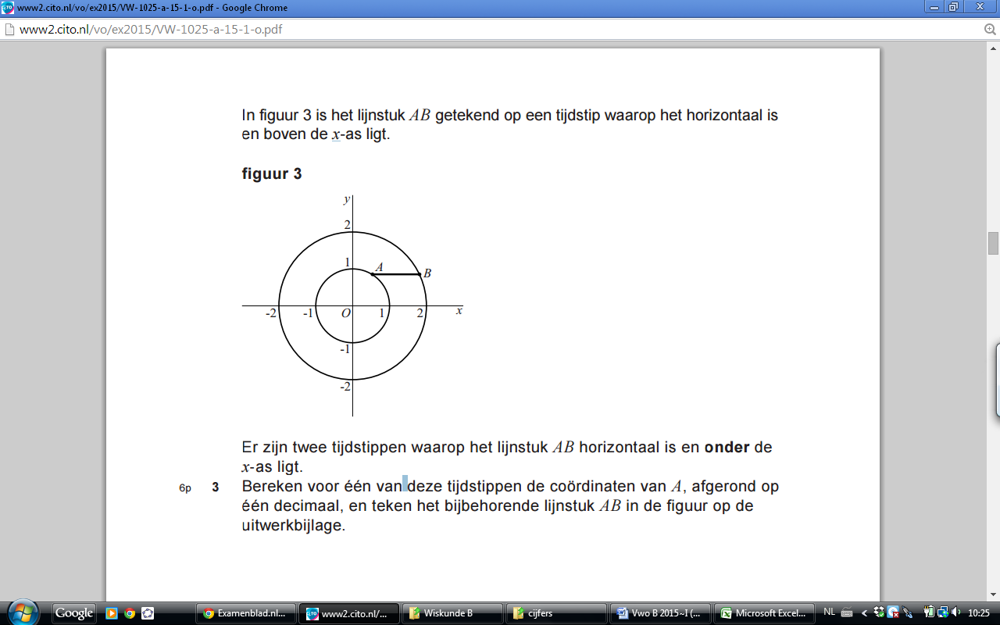 www2.cito.nl/vo/ex2015/VW-1025-a-15-1-o.pdf - Google Chrome
www2.cito.nl/vo/ex2015/VW-1025-a-15-1-o.pdf
In figuur 3 is het lijnstuk AB getekend op een tijdstip waarop het horizontaal is
en boven de x-as ligt.
figuur 3
y
2
1
A
B
-2
-1
O
1
2
x
-1
-2
Er zijn twee tijdstippen waarop het lijnstuk AB horizontaal is en onder de
x-as ligt.
6p 3 Bereken voor één van deze tijdstippen de coördinaten van A, afgerond op
één decimaal, en teken het bijbehorende lijnstuk AB in de figuur op de
uitwerkbijlage.
Google
Examenblad.nl...
www2.cito.nl/...
Wiskunde B
cijfers
Vwo B 2015~I (...
Microsoft Excel...
NL
10:25